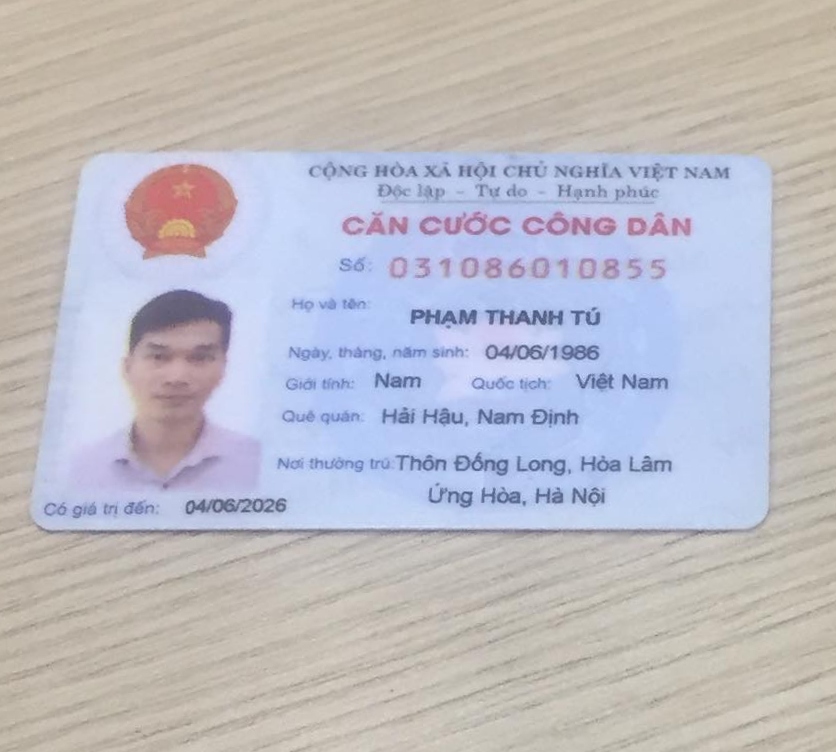 CỘNG HÒA XÃ HỘI CHỦ NGHĨA VIỆT NAM
Độc lập - Tự do - Hạnh phúc
CĂN CƯỚC CÔNG DÂN
Số: 031086010855
Họ và tên: PHẠM THANH TÚ
Ngày, tháng, năm sinh: 04/06/1986
Giới tính: Nam Quốc tịch: Việt Nam
Quê quán: Hải Hậu, Nam Định
Nơi thường trú: Thôn Đống Long, Hòa Lâm
Ứng Hòa, Hà Nội
Có giá trị đến: 04/06/2026